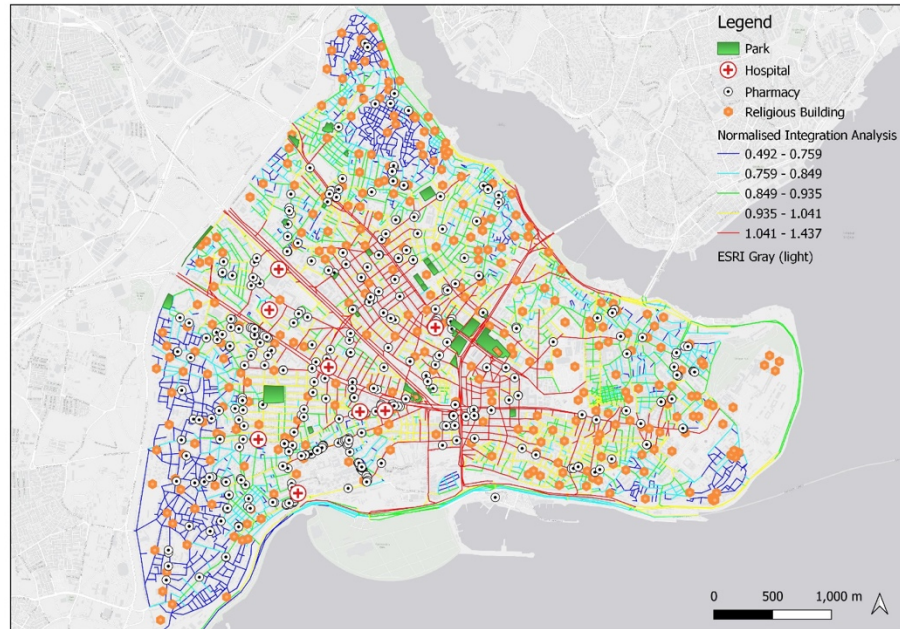 Legend
Park
Hospital
Pharmacy
Religious Building
Normalised Integration Analysis
0.492 - 0.759
0.759 - 0.849
0.849 - 0.935
0.935 - 1.041
1.041 - 1.437
ESRI Gray (light)
0 500 1,000 m